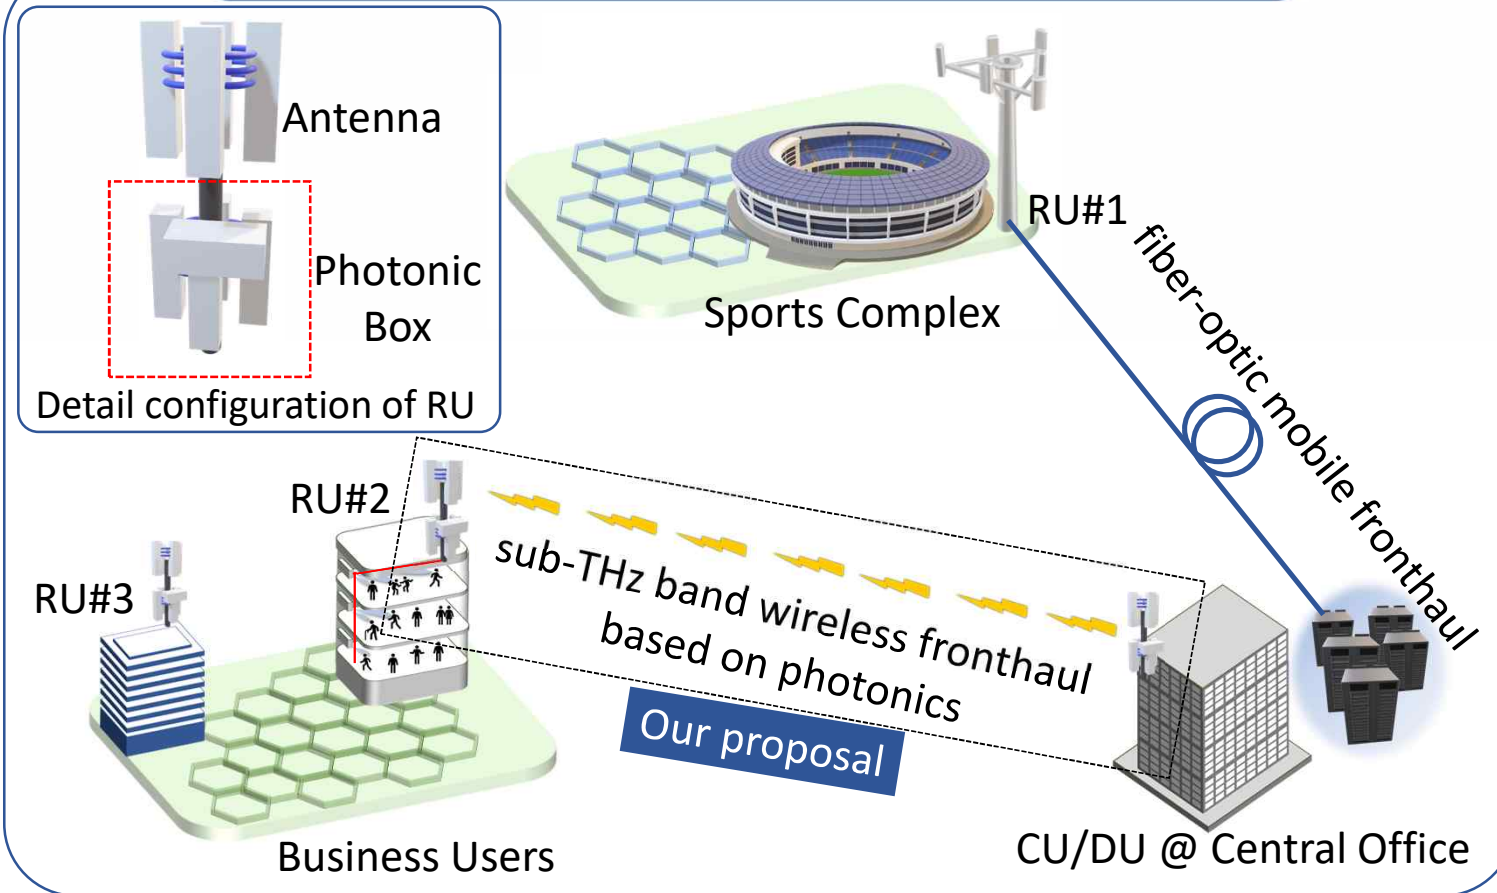 Antenna
Photonic
Box
Detail configuration of RU
RU#1
Sports Complex
fiber-optic mobile fronthaul
RU#2
RU#3
sub-THz band wireless fronthaul
based on photonics
Our proposal
Business Users
CU/DU @ Central Office